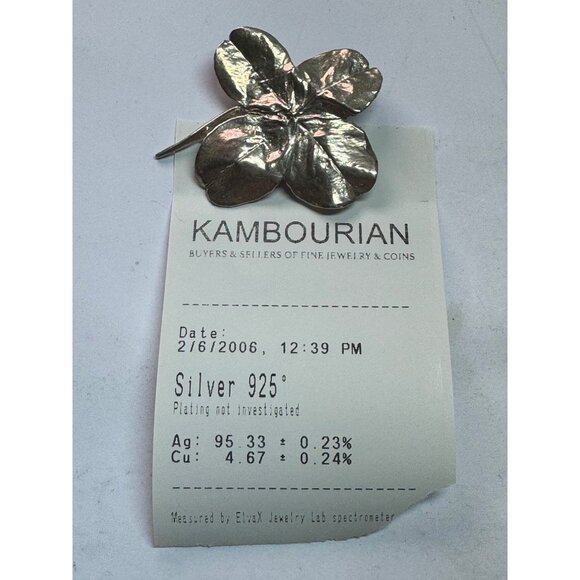 KAMBOURIAN
BUYERS & SELLERS OF FINE JEWELRY & COINS
Date:
2/6/2006, 12:39 PM
Silver 925°
Plating not investigated
Ag: 95.33 ± 0.23%
Cu: 4.67 ± 0.24%
Measured by ElvaX Jewelry Lab spectrometer